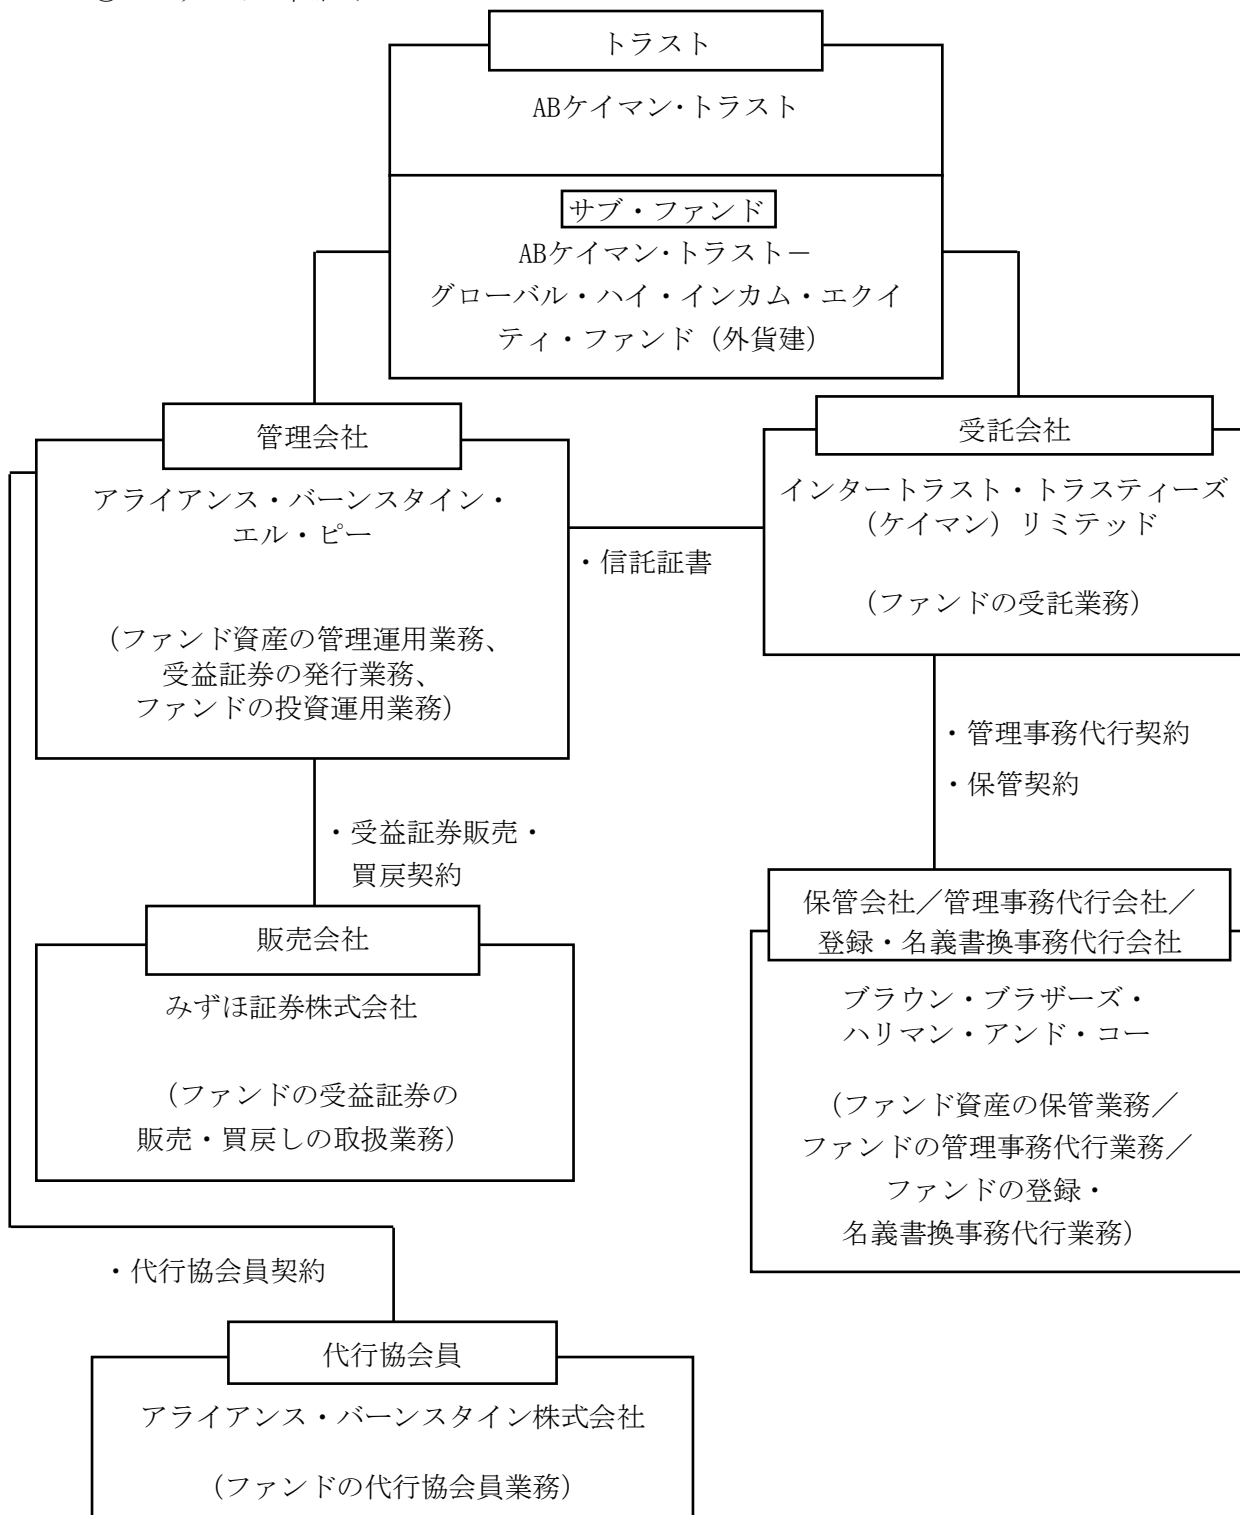 トラスト
ABケイマン・トラスト
サブ・ファンド
ABケイマン・トラスト－
グローバル・ハイ・インカム・エクイ
ティ・ファンド（外貨建）
管理会社
アライアンス・バーンスタイン・
エル・ピー
（ファンド資産の管理運用業務、
受益証券の発行業務、
ファンドの投資運用業務）
・信託証書
受託会社
インタートラスト・トラスティーズ
（ケイマン）リミテッド
（ファンドの受託業務）
・受益証券販売・
買戻契約
・管理事務代行契約
・保管契約
販売会社
みずほ証券株式会社
（ファンドの受益証券の
販売・買戻しの取扱業務）
保管会社／管理事務代行会社／
登録・名義書換事務代行会社
ブラウン・ブラザーズ・
ハリマン・アンド・コー
（ファンド資産の保管業務／
ファンドの管理事務代行業務／
ファンドの登録・
名義書換事務代行業務）
・代行協会員契約
代行協会員
アライアンス・バーンスタイン株式会社
（ファンドの代行協会員業務）